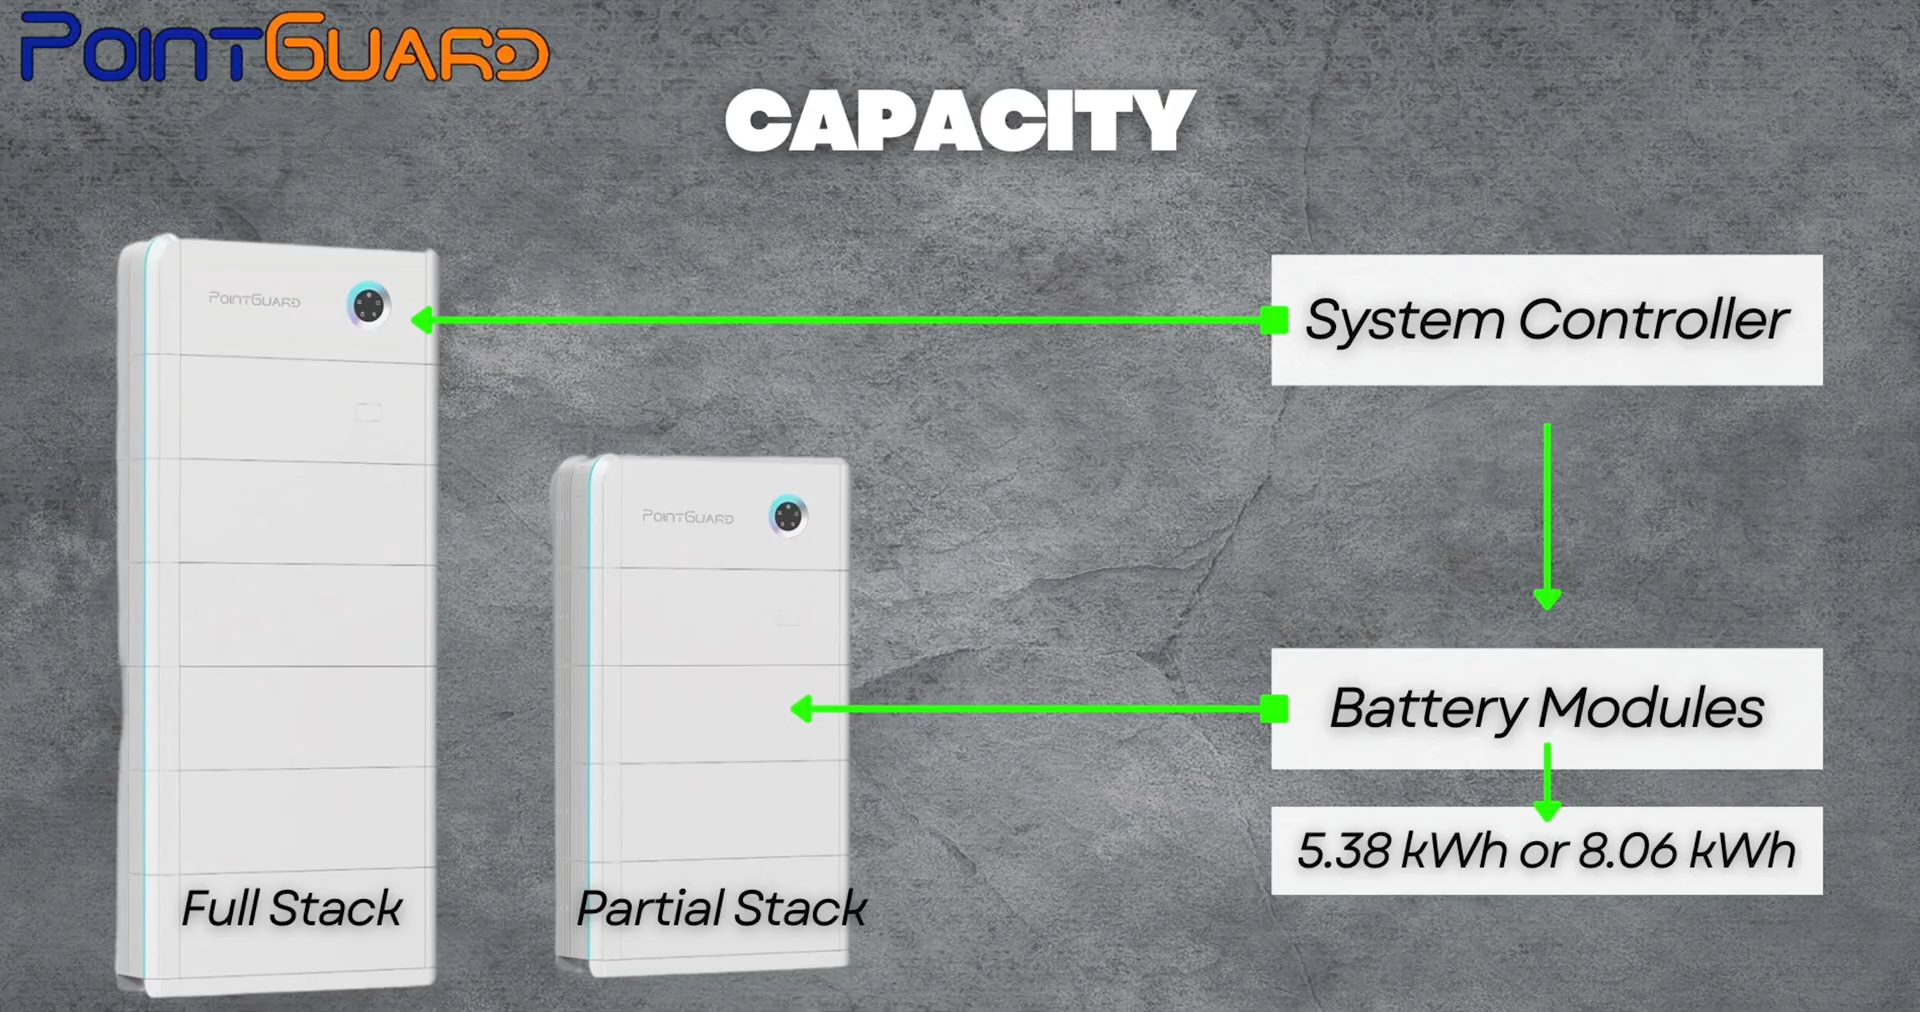 POINTGUARD
CAPACITY
POINTGUARD
System Controller
POINTGUARD
Battery Modules
5.38 kWh or 8.06 kWh
Full Stack
Partial Stack